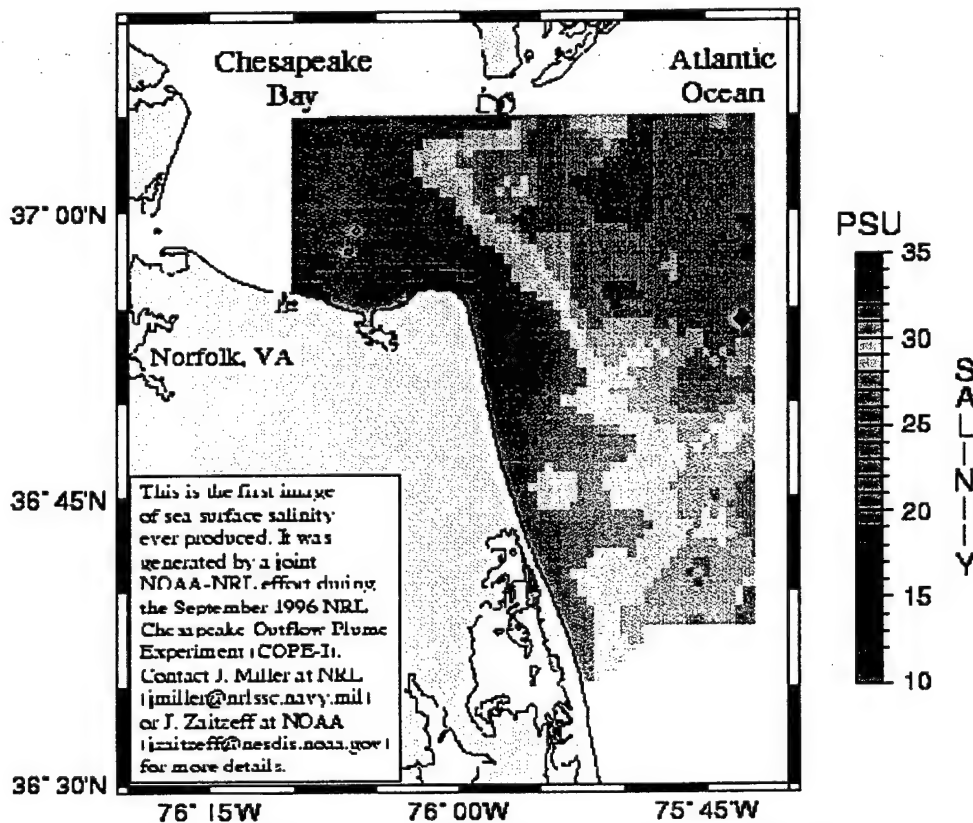 Chesapeake
Bay
Atlantic
Ocean
37° 00'N
PSU
35
30
25
20
15
10
SALINITY
Norfolk, VA
36° 45'N
This is the first image
of sea surface salinity
ever produced. It was
generated by a joint
NOAA-NRL effort during
the September 1996 NRL
Chesapeake Outflow Plume
Experiment (COPE-I).
Contact J. Miller at NRL
(jmiller@nrlssc.navy.mil)
or J. Zaitzeff at NOAA
(jzaitzeff@nesdis.noaa.gov)
for more details.
36° 30'N
76° 15'W
76° 00'W
75° 45'W